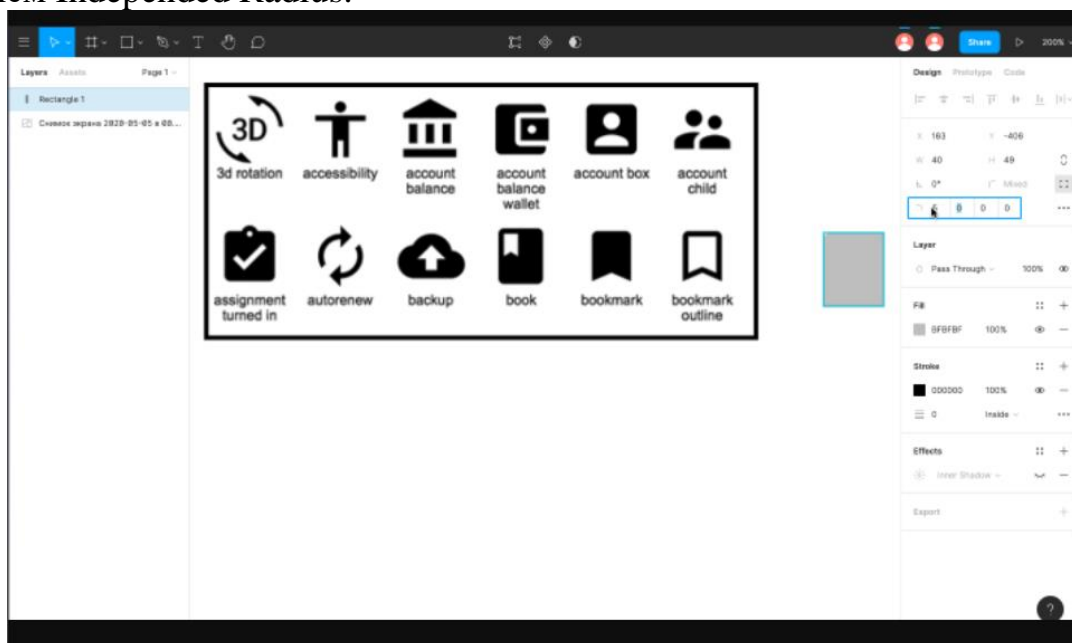 ем Independed Radius.
T
Share
200%
Layers Assets Page 1
Design Prototype Code
Rectangle 1
Снимок экрана 2020-05-05 в 08...
X 163 Y -406
W 40 H 49
0° Mixed
0 0 0
3D
3d rotation accessibility account balance account balance wallet account box account child
Layer
Pass Through 100%
assignment turned in autorenew backup book bookmark bookmark outline
Fill
BFBFBF 100%
Stroke
000000 100%
0 Inside
Effects
Inner Shadow
Export
?